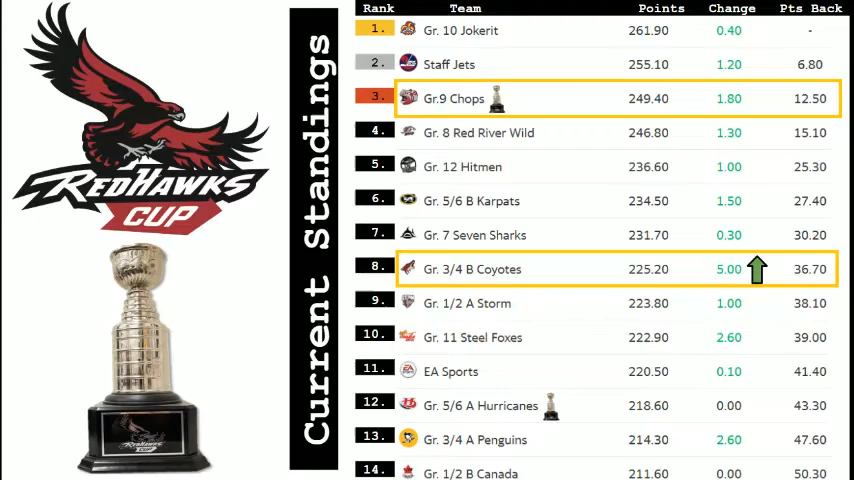 REDHAWKS
CUP
REDHAWKS
CUP
Current Standings
Rank Team Points Change Pts Back
1. Gr. 10 Jokerit 261.90 0.40 -
2. Staff Jets 255.10 1.20 6.80
3. Gr.9 Chops 249.40 1.80 12.50
4. Gr. 8 Red River Wild 246.80 1.30 15.10
5. Gr. 12 Hitmen 236.60 1.00 25.30
6. Gr. 5/6 B Karpats 234.50 1.50 27.40
7. Gr. 7 Seven Sharks 231.70 0.30 30.20
8. Gr. 3/4 B Coyotes 225.20 5.00 36.70
9. Gr. 1/2 A Storm 223.80 1.00 38.10
10. Gr. 11 Steel Foxes 222.90 2.60 39.00
11. EA Sports 220.50 0.10 41.40
12. Gr. 5/6 A Hurricanes 218.60 0.00 43.30
13. Gr. 3/4 A Penguins 214.30 2.60 47.60
14. Gr. 1/2 B Canada 211.60 0.00 50.30